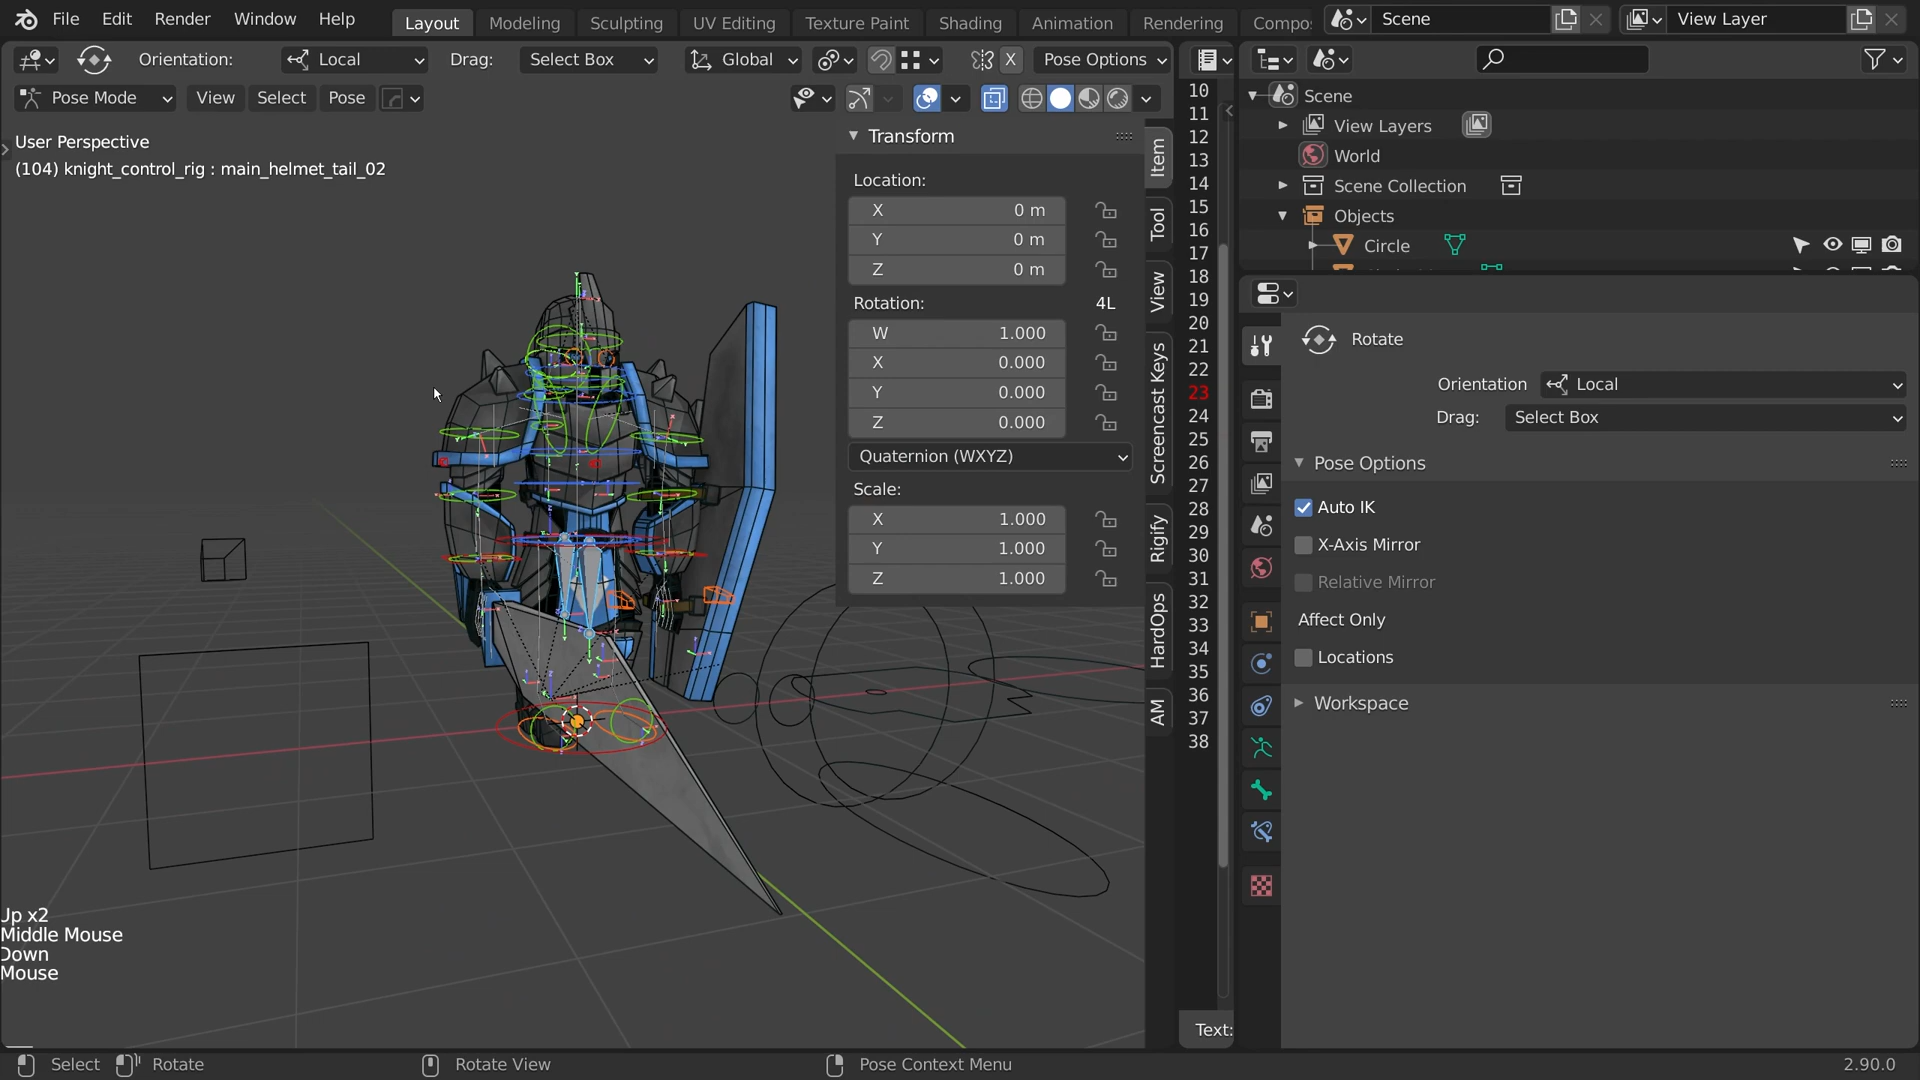 File Edit Render Window Help Layout Modeling Sculpting UV Editing Texture Paint Shading Animation Rendering Compos Scene View Layer
Orientation: Local Drag: Select Box Global X Pose Options
Pose Mode View Select Pose
User Perspective
(104) knight_control_rig : main_helmet_tail_02
Transform
Location:
X 0 m
Y 0 m
Z 0 m
Rotation: 4L
W 1.000
X 0.000
Y 0.000
Z 0.000
Quaternion (WXYZ)
Scale:
X 1.000
Y 1.000
Z 1.000
Item
Tool
View
Screencast Keys
Rigify
HardOps
AM
10
11
12
13
14
15
16
17
18
19
20
21
22
23
24
25
26
27
28
29
30
31
32
33
34
35
36
37
38
Text:
Scene
View Layers
World
Scene Collection
Objects
Circle
Rotate
Orientation Local
Drag: Select Box
Pose Options
Auto IK
X-Axis Mirror
Relative Mirror
Affect Only
Locations
Workspace
Up x2
Middle Mouse
Down
Mouse
Select Rotate Rotate View Pose Context Menu 2.90.0